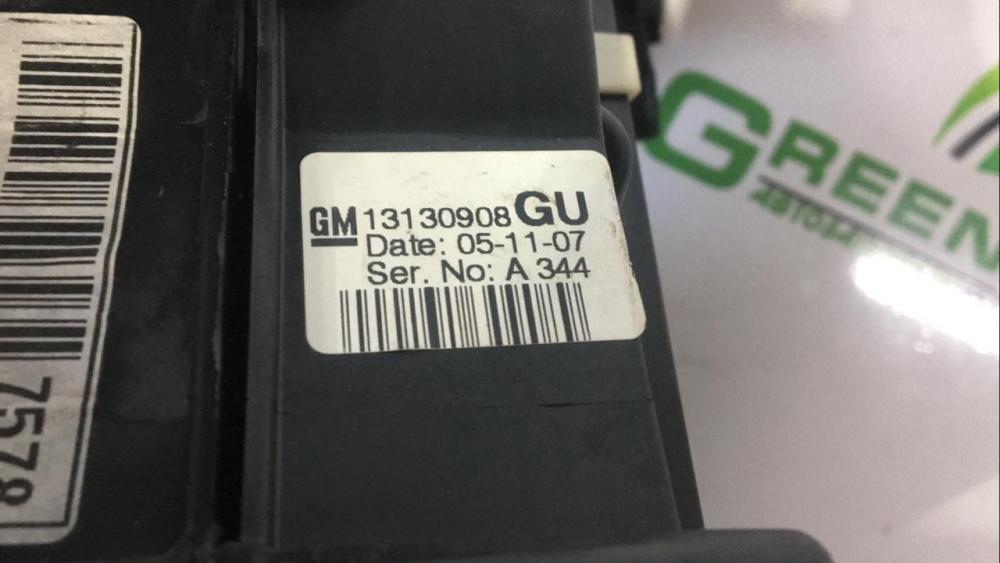 GM 13130908 GU
Date: 05-11-07
Ser. No: A 344
7578
GREEN